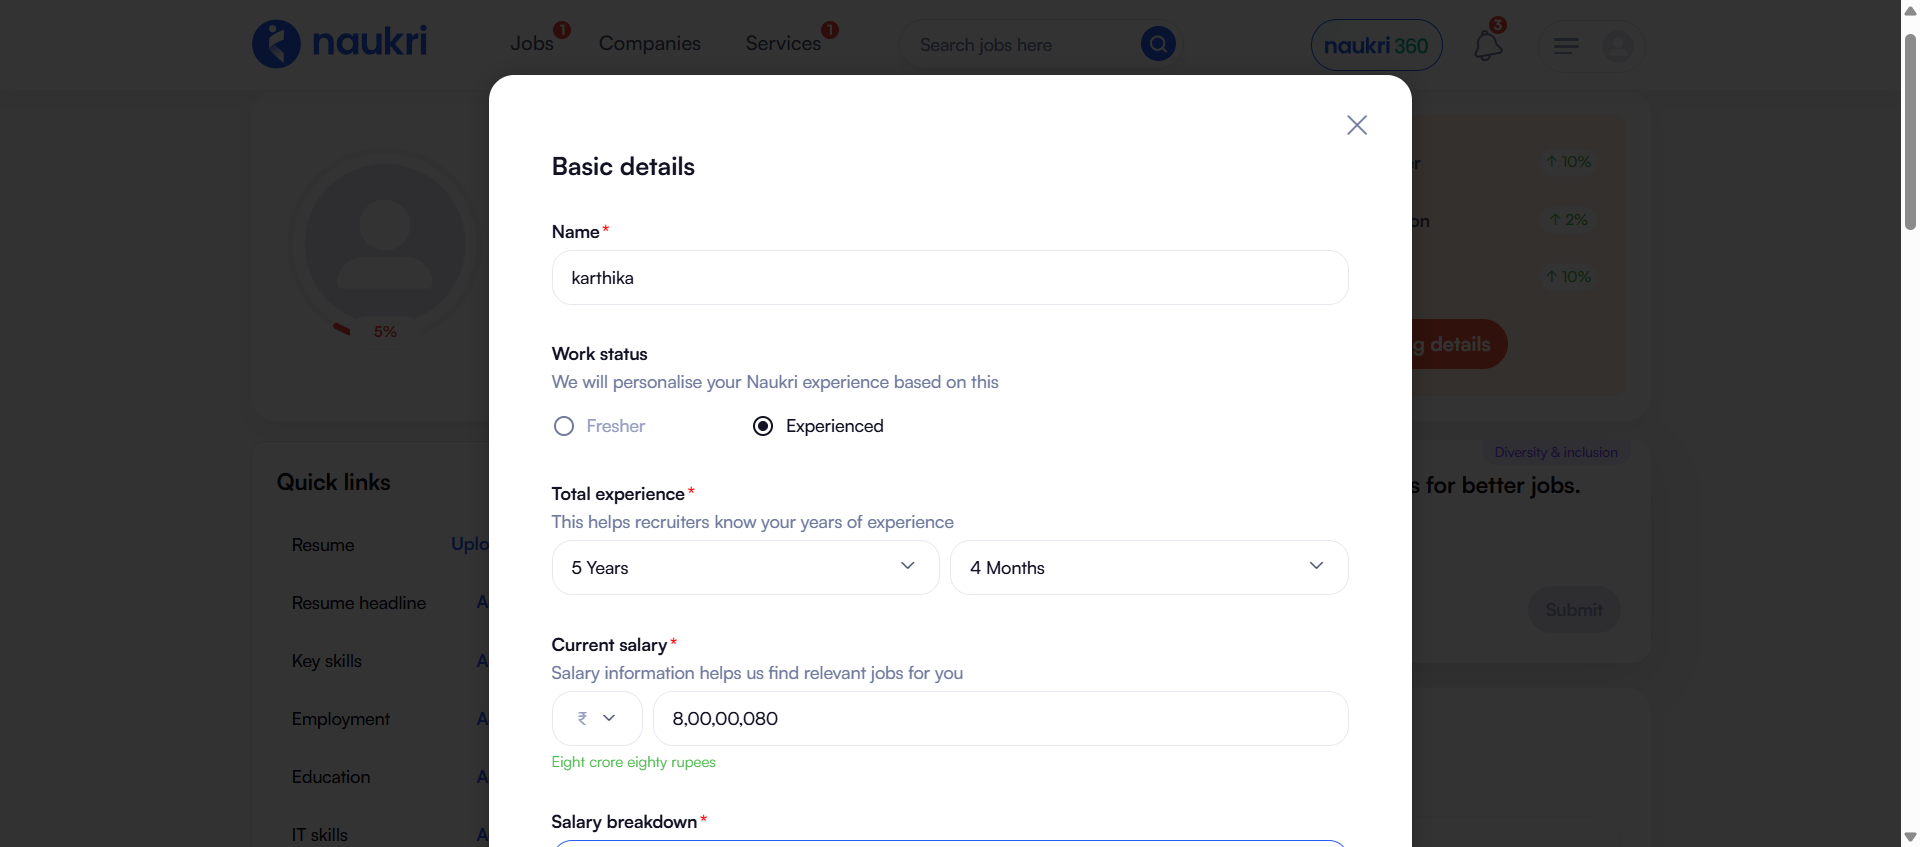 naukri
Jobs 1
Companies
Services 1
Search jobs here
naukri 360
3
Basic details
Name*
karthika
Work status
We will personalise your Naukri experience based on this
Fresher
Experienced
Total experience*
This helps recruiters know your years of experience
5 Years
4 Months
Current salary*
Salary information helps us find relevant jobs for you
₹
8,00,00,080
Eight crore eighty rupees
Salary breakdown*
5%
Quick links
Resume
Resume headline
Key skills
Employment
Education
IT skills
↑ 10%
↑ 2%
↑ 10%
details
Diversity & inclusion
for better jobs.
Submit